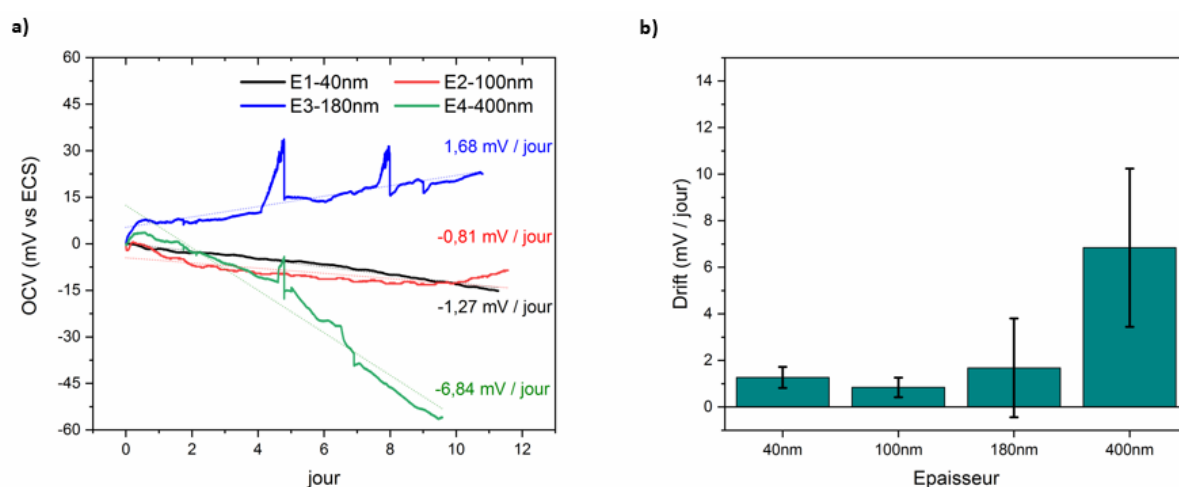 a)
OCV (mV vs ECS)
60
45
30
15
0
-15
-30
-45
-60
E1-40nm
E2-100nm
E3-180nm
E4-400nm
1,68 mV / jour
-0,81 mV / jour
-1,27 mV / jour
-6,84 mV / jour
0
2
4
6
8
10
12
jour
b)
Drift (mV / jour)
14
12
10
8
6
4
2
0
40nm
100nm
180nm
400nm
Epaisseur